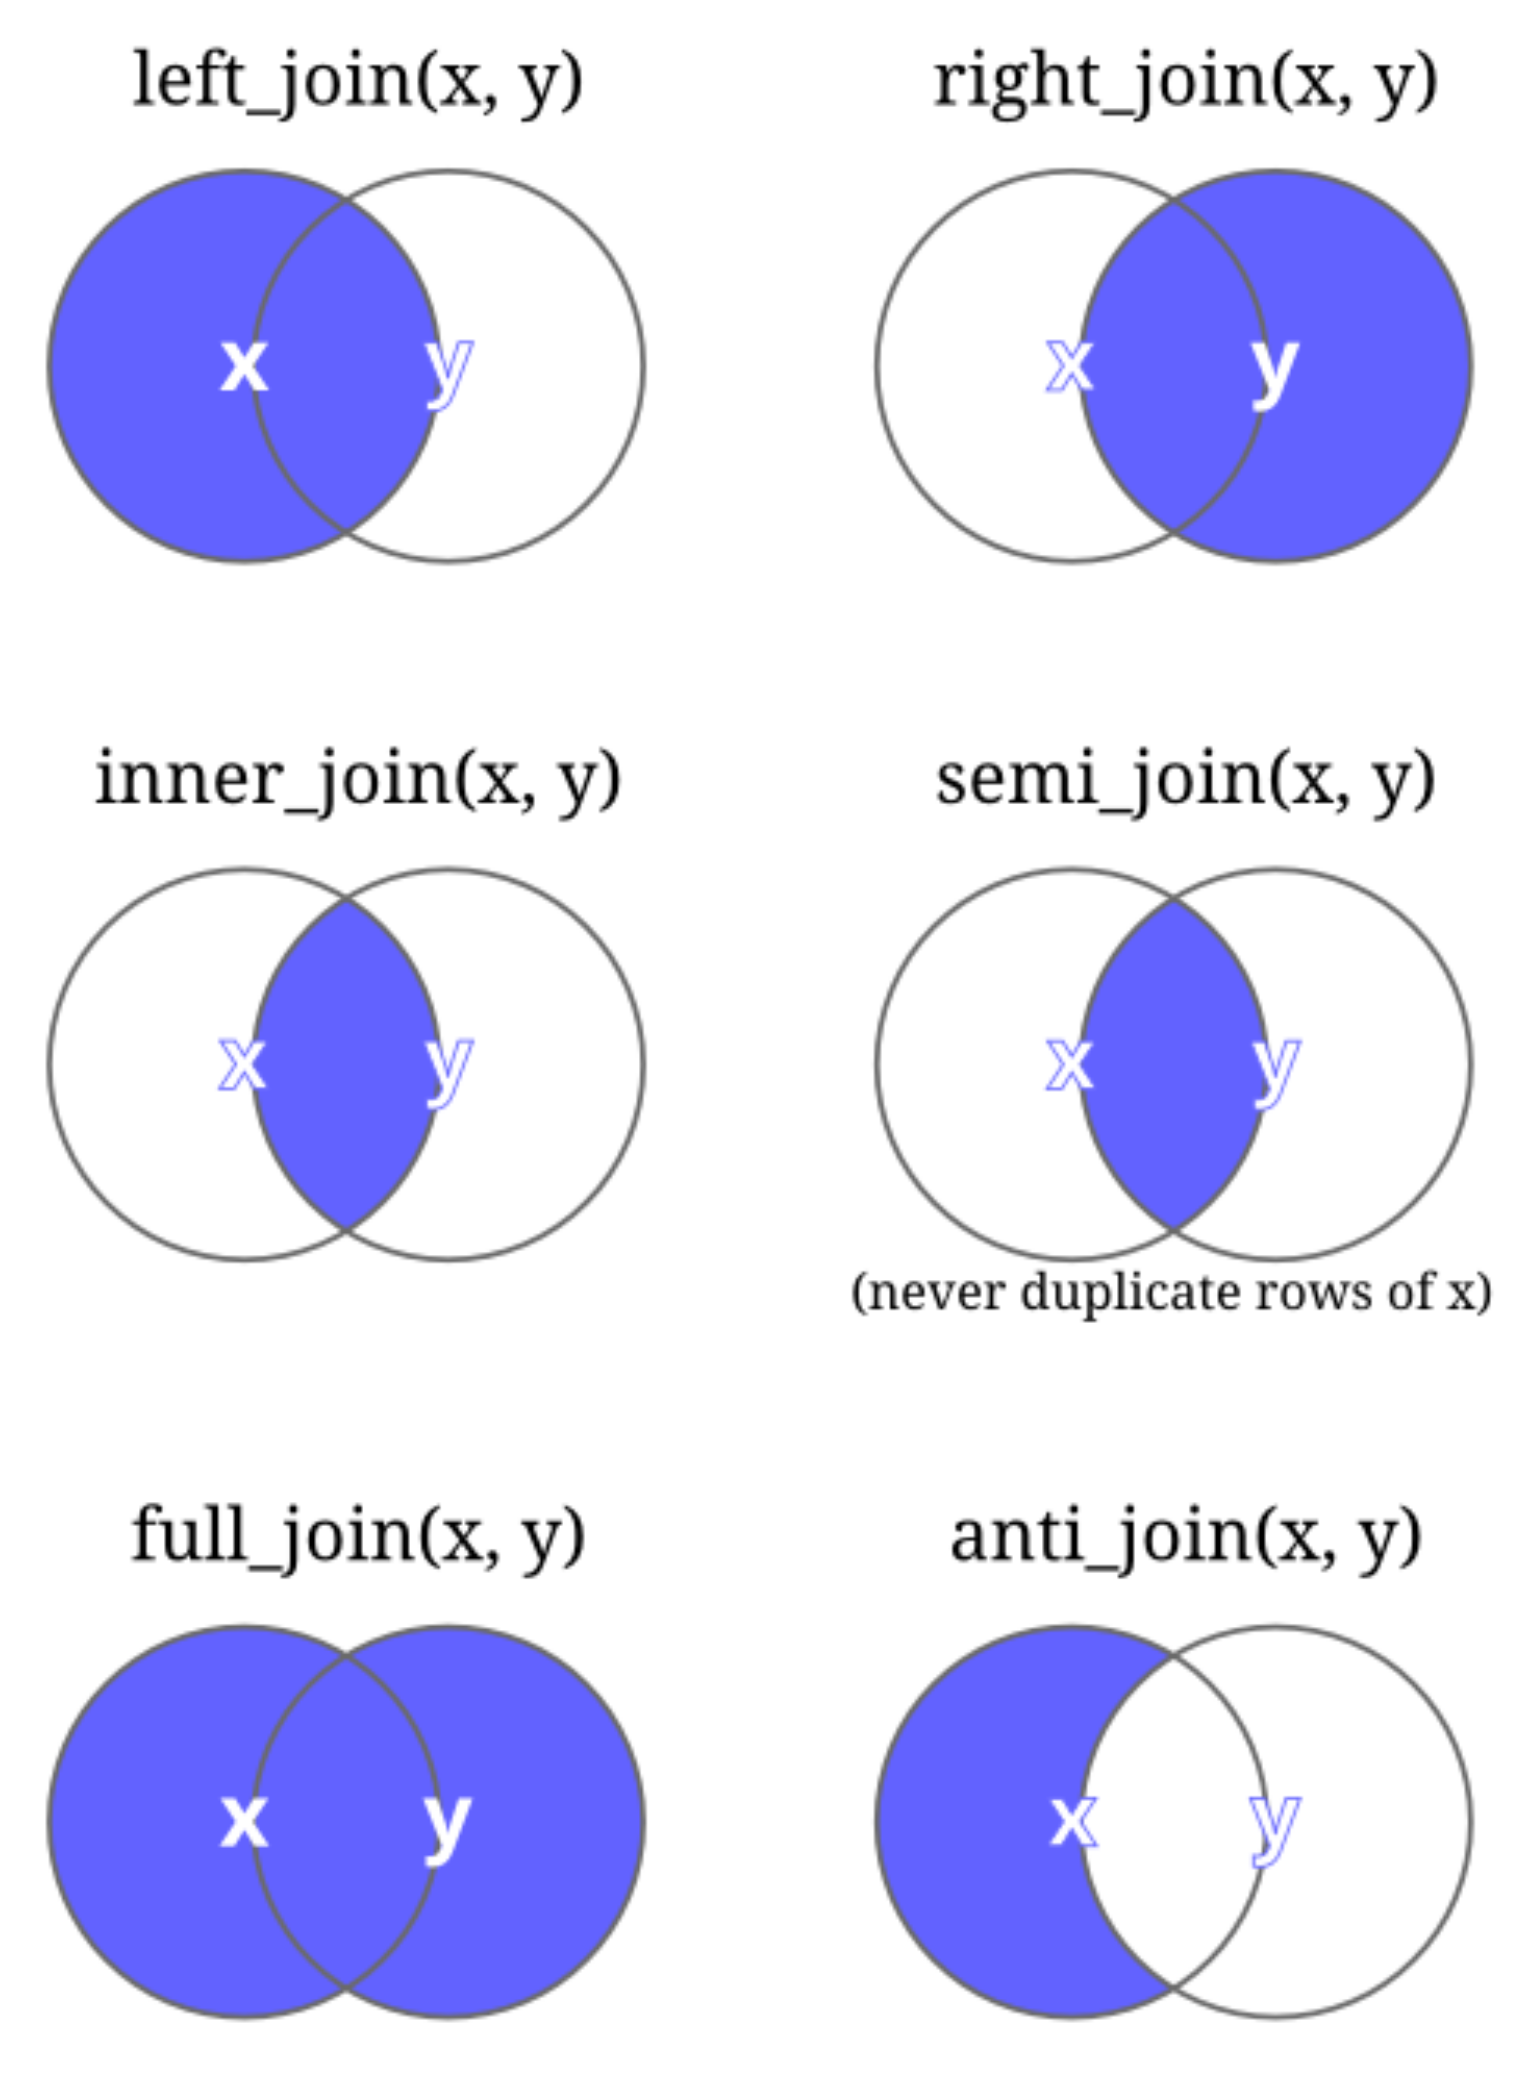 left_join(x, y)
right_join(x, y)
x y
x y
inner_join(x, y)
semi_join(x, y)
x y
x y
(never duplicate rows of x)
full_join(x, y)
anti_join(x, y)
x y
x y